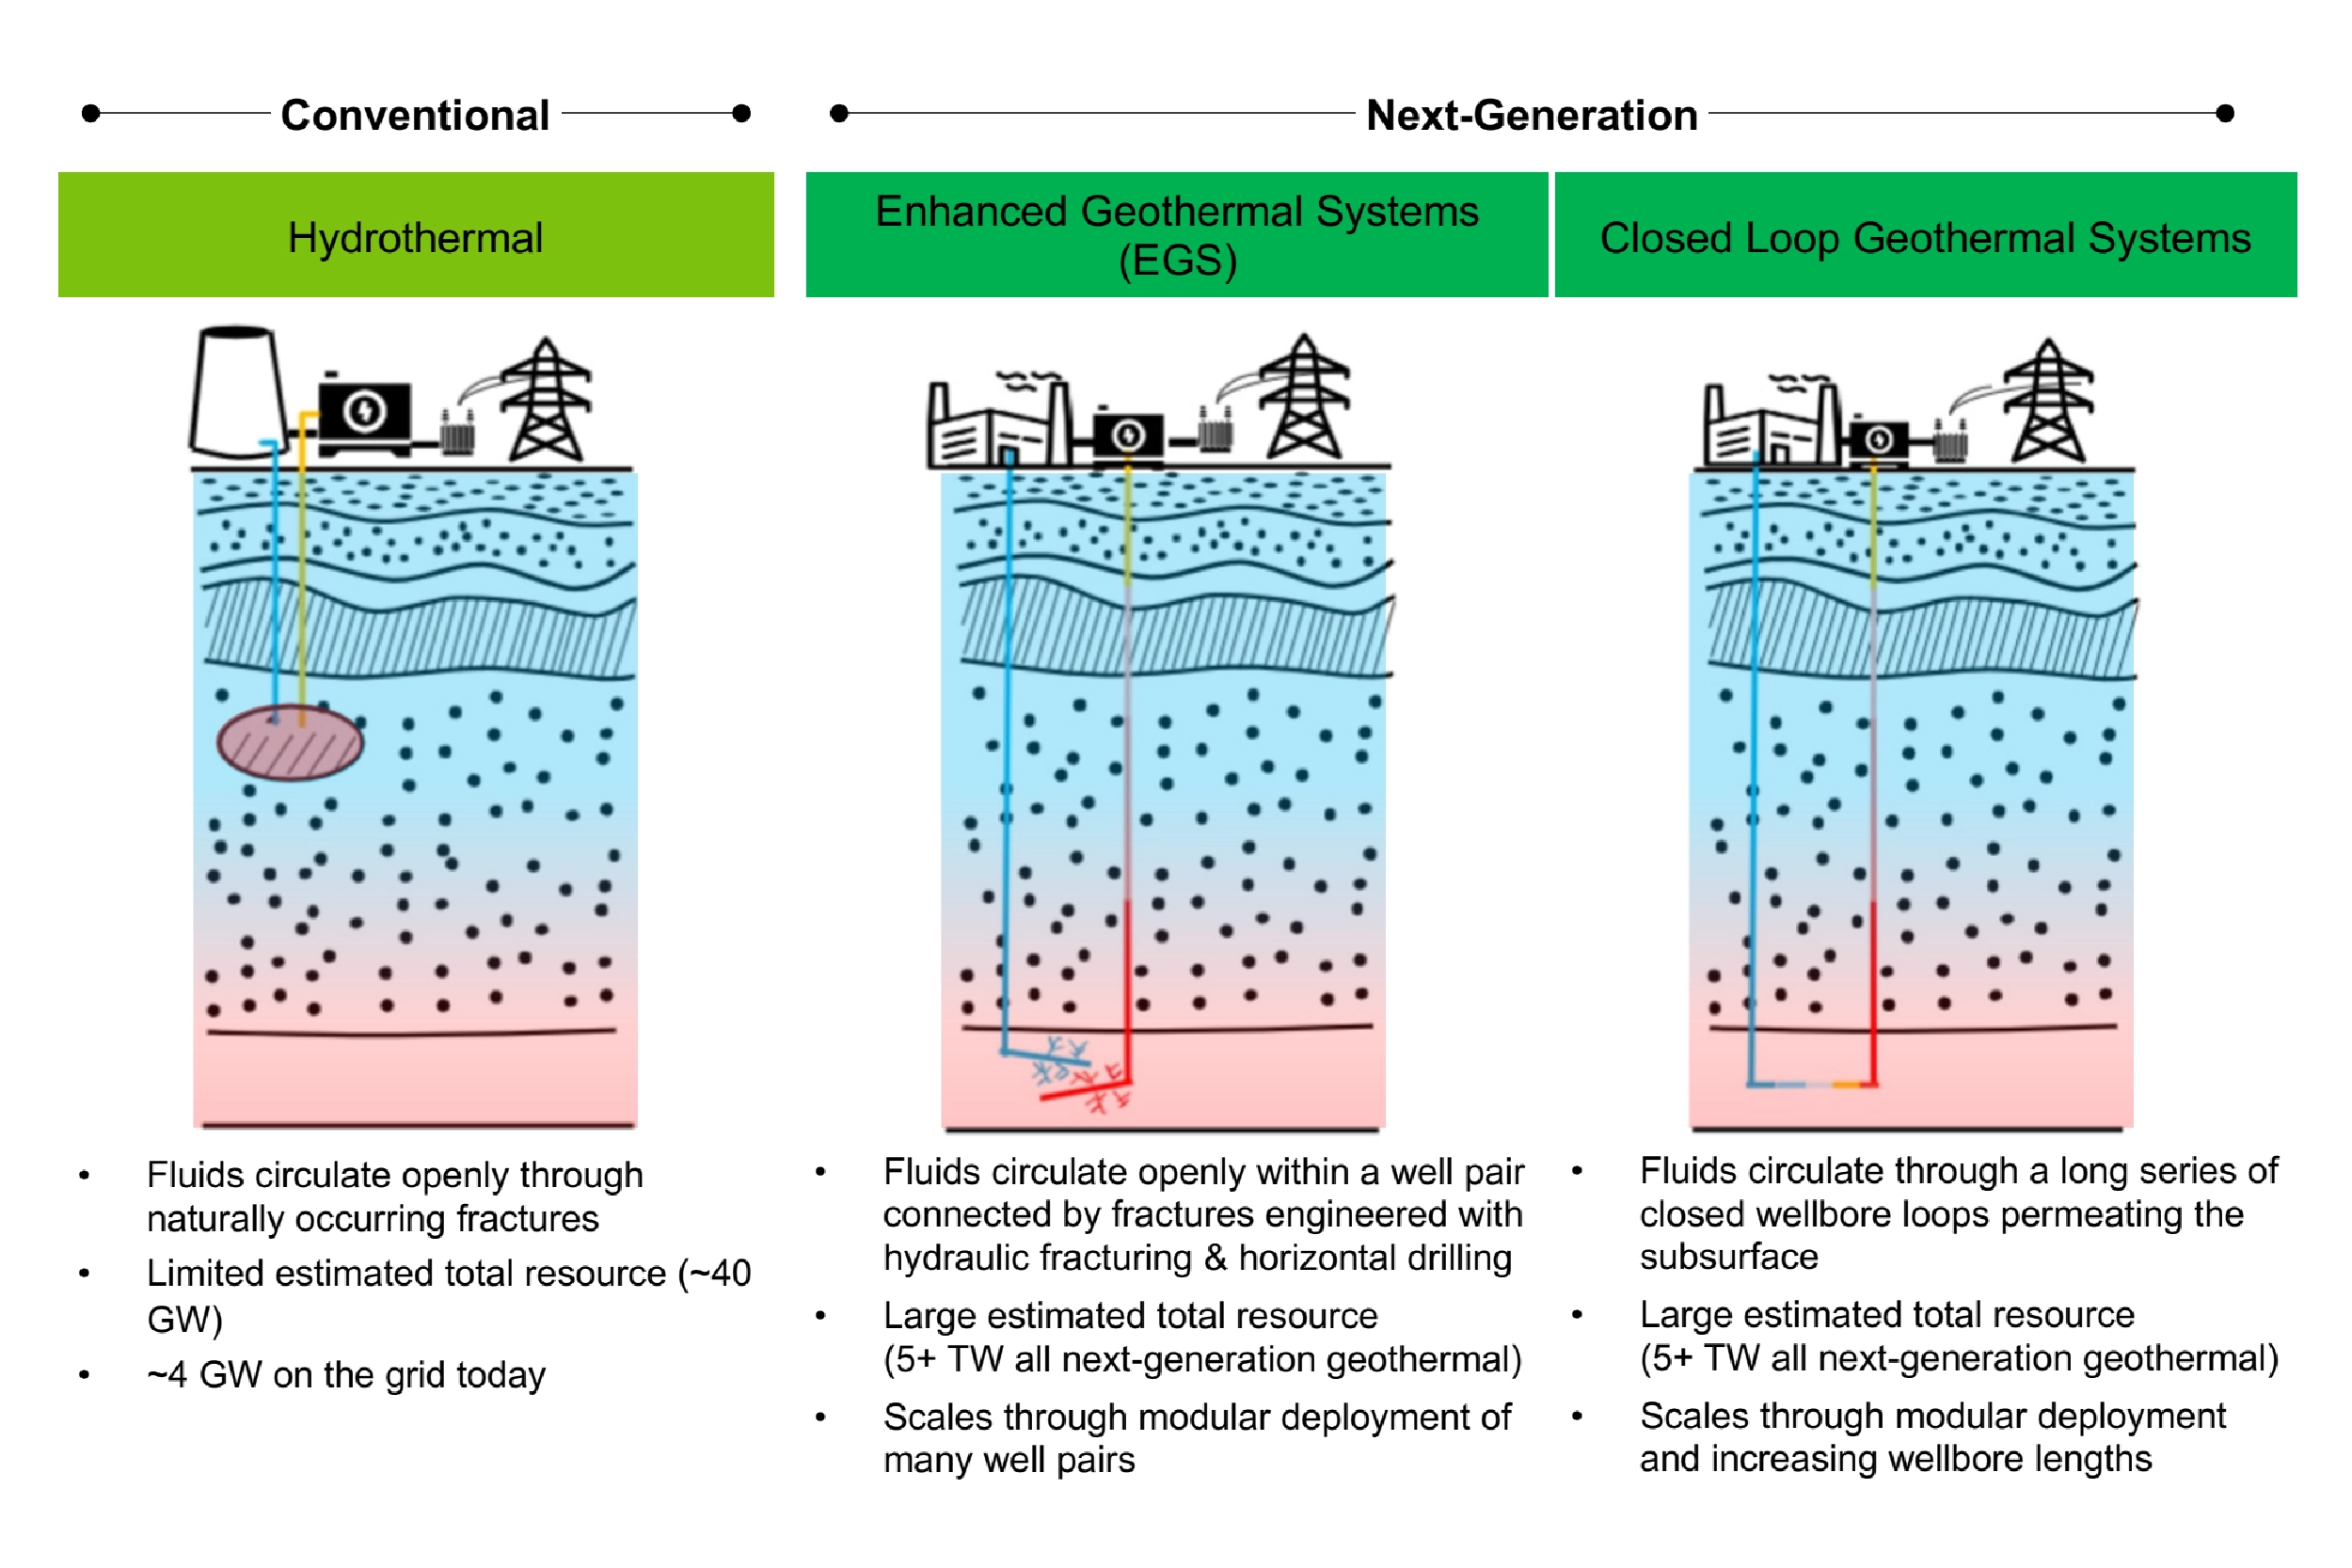 Conventional
Next-Generation
Hydrothermal
Enhanced Geothermal Systems
(EGS)
Closed Loop Geothermal Systems
• Fluids circulate openly through
naturally occurring fractures
• Limited estimated total resource (~40
GW)
• ~4 GW on the grid today
• Fluids circulate openly within a well pair
connected by fractures engineered with
hydraulic fracturing & horizontal drilling
• Large estimated total resource
(5+ TW all next-generation geothermal)
• Scales through modular deployment of
many well pairs
• Fluids circulate through a long series of
closed wellbore loops permeating the
subsurface
• Large estimated total resource
(5+ TW all next-generation geothermal)
• Scales through modular deployment
and increasing wellbore lengths